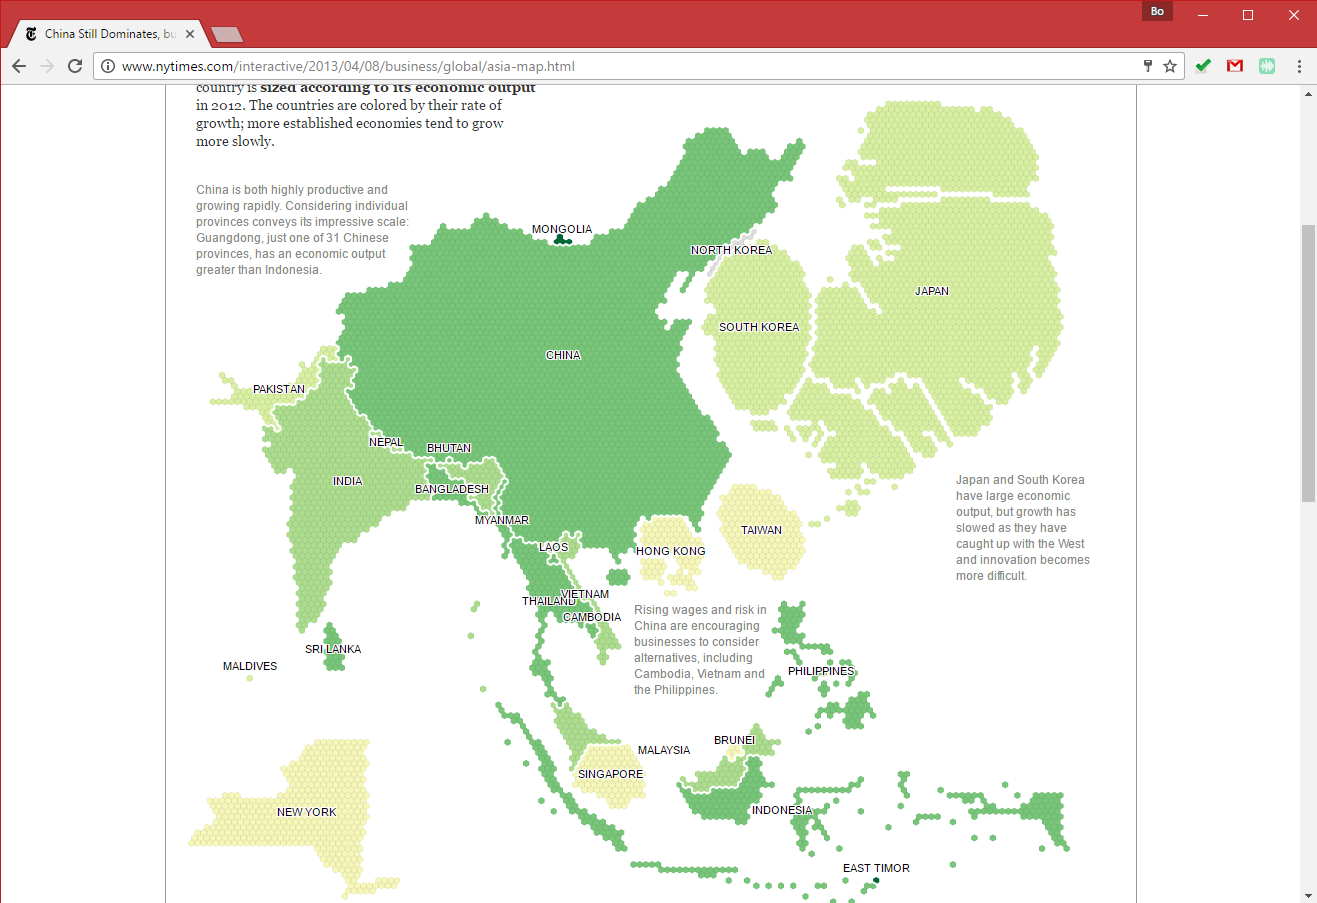 Bo
China Still Dominates, bu
www.nytimes.com/interactive/2013/04/08/business/global/asia-map.html
country is sized according to its economic output
in 2012. The countries are colored by their rate of
growth; more established economies tend to grow
more slowly.
China is both highly productive and
growing rapidly. Considering individual
provinces conveys its impressive scale:
Guangdong, just one of 31 Chinese
provinces, has an economic output
greater than Indonesia.
MONGOLIA
NORTH KOREA
JAPAN
SOUTH KOREA
CHINA
PAKISTAN
NEPAL
BHUTAN
INDIA
BANGLADESH
MYANMAR
TAIWAN
LAOS
HONG KONG
Japan and South Korea
have large economic
output, but growth has
slowed as they have
caught up with the West
and innovation becomes
more difficult.
VIETNAM
THAILAND
CAMBODIA
Rising wages and risk in
China are encouraging
businesses to consider
alternatives, including
Cambodia, Vietnam and
the Philippines.
SRI LANKA
MALDIVES
PHILIPPINES
BRUNEI
MALAYSIA
SINGAPORE
NEW YORK
INDONESIA
EAST TIMOR